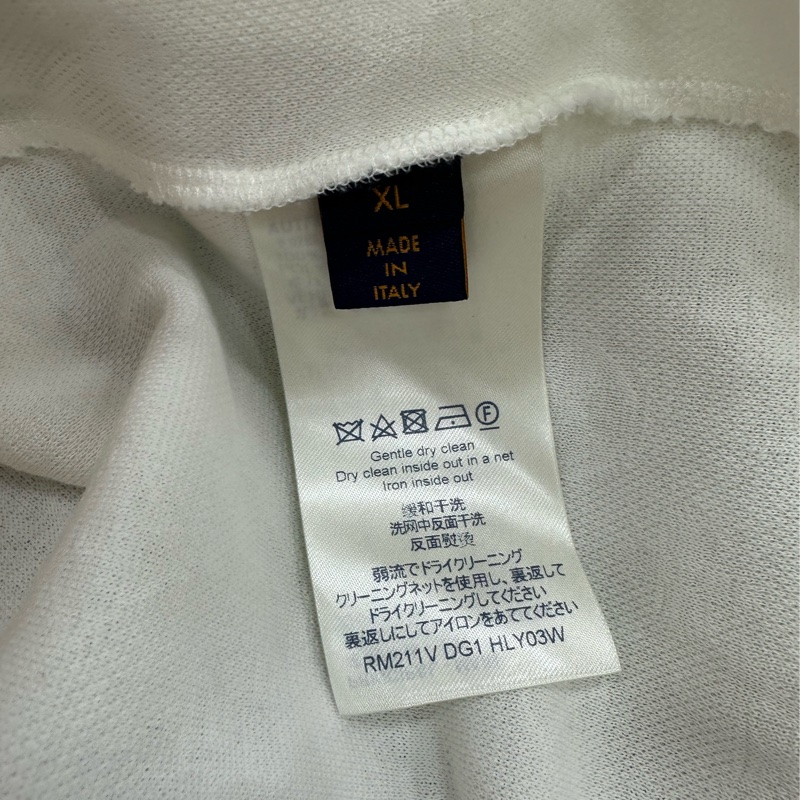 XL
MADE
IN
ITALY
F
Gentle dry clean
Dry clean inside out in a net
Iron inside out
缓和干洗
洗网中反面干洗
反面熨烫
弱流でドライクリーニング
クリーニングネットを使用し、裏返して
ドライクリーニングしてください
裏返しにしてアイロンをあててください
RM211V DG1 HLY03W